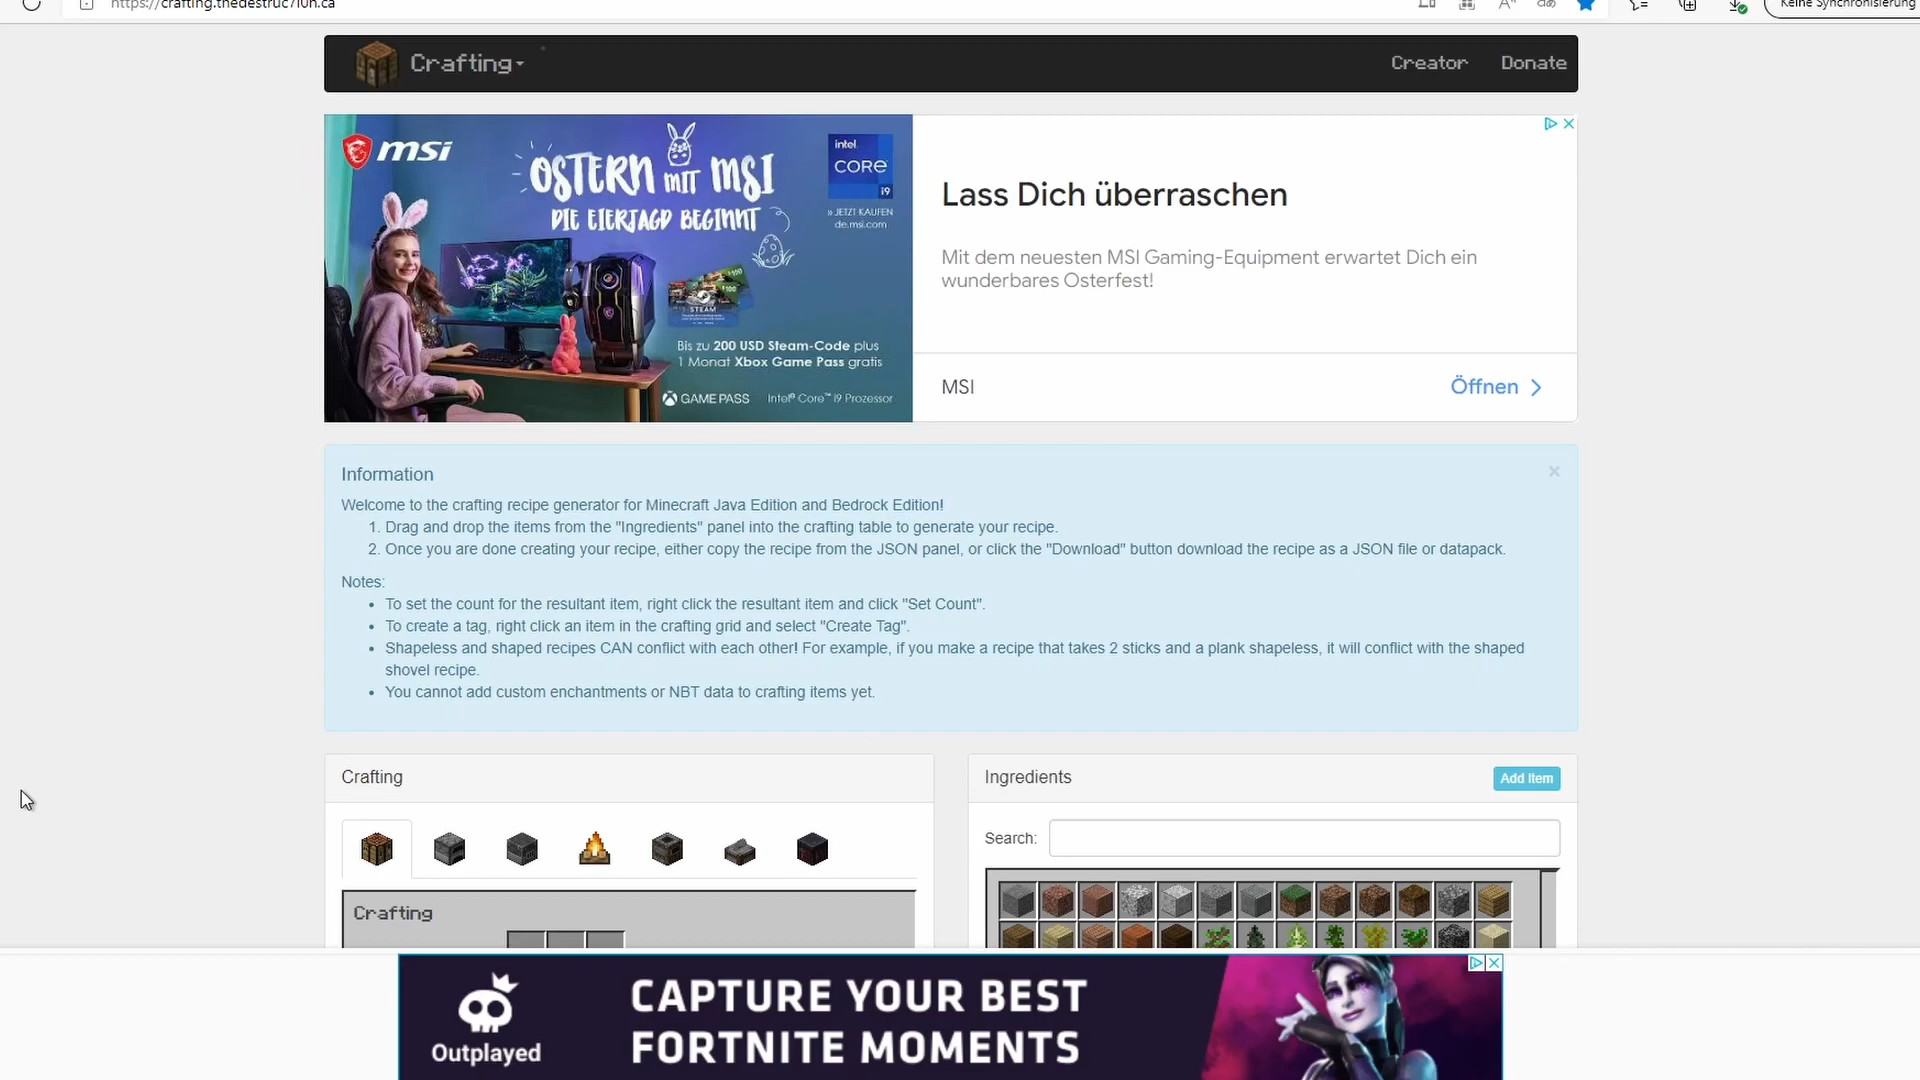 https://crafting.thedestruc7i0n.ca
Keine Synchronisierung
Crafting
Creator
Donate
msi
OSTERN MIT MSI
DIE EIERJAGD BEGINNT
intel
CORE
i9
» JETZT KAUFEN
de.msi.com
STEAM
Bis zu 200 USD Steam-Code plus
1 Monat Xbox Game Pass gratis
GAME PASS
Intel® Core™ i9 Prozessor
Lass Dich überraschen
Mit dem neuesten MSI Gaming-Equipment erwartet Dich ein
wunderbares Osterfest!
MSI
Öffnen
Information
Welcome to the crafting recipe generator for Minecraft Java Edition and Bedrock Edition!
1. Drag and drop the items from the "Ingredients" panel into the crafting table to generate your recipe.
2. Once you are done creating your recipe, either copy the recipe from the JSON panel, or click the "Download" button download the recipe as a JSON file or datapack.
Notes:
• To set the count for the resultant item, right click the resultant item and click "Set Count".
• To create a tag, right click an item in the crafting grid and select "Create Tag".
• Shapeless and shaped recipes CAN conflict with each other! For example, if you make a recipe that takes 2 sticks and a plank shapeless, it will conflict with the shaped
shovel recipe.
• You cannot add custom enchantments or NBT data to crafting items yet.
Crafting
Ingredients
Add Item
Search:
Crafting
Outplayed
CAPTURE YOUR BEST
FORTNITE MOMENTS